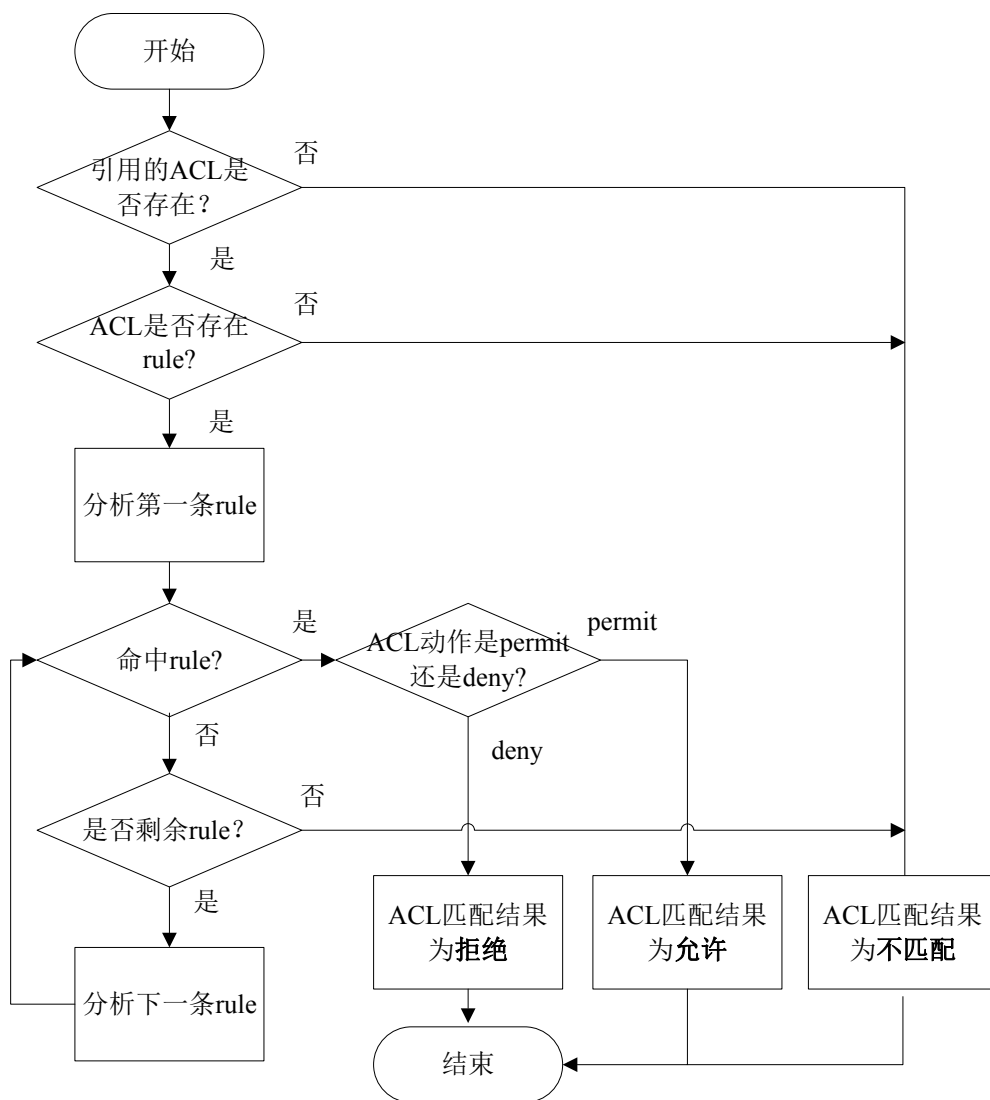 开始
否
引用的ACL是
否存在？
是
否
ACL是否存在
rule?
是
分析第一条rule
是
permit
命中rule?
ACL动作是permit
还是deny?
否
deny
否
是否剩余rule？
是
ACL匹配结果
为拒绝
ACL匹配结果
为允许
ACL匹配结果
为不匹配
分析下一条rule
结束